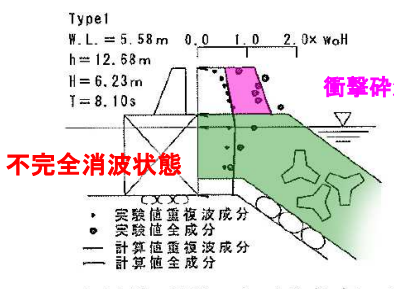 Type1
W.L.=5.58m 0.0 1.0 2.0×w₀H
h=12.68m
H=6.23m
T=8.10s
衝撃砕
不完全消波状態
実験値重複波成分
実験値全成分
計算値重複波成分
計算値全成分